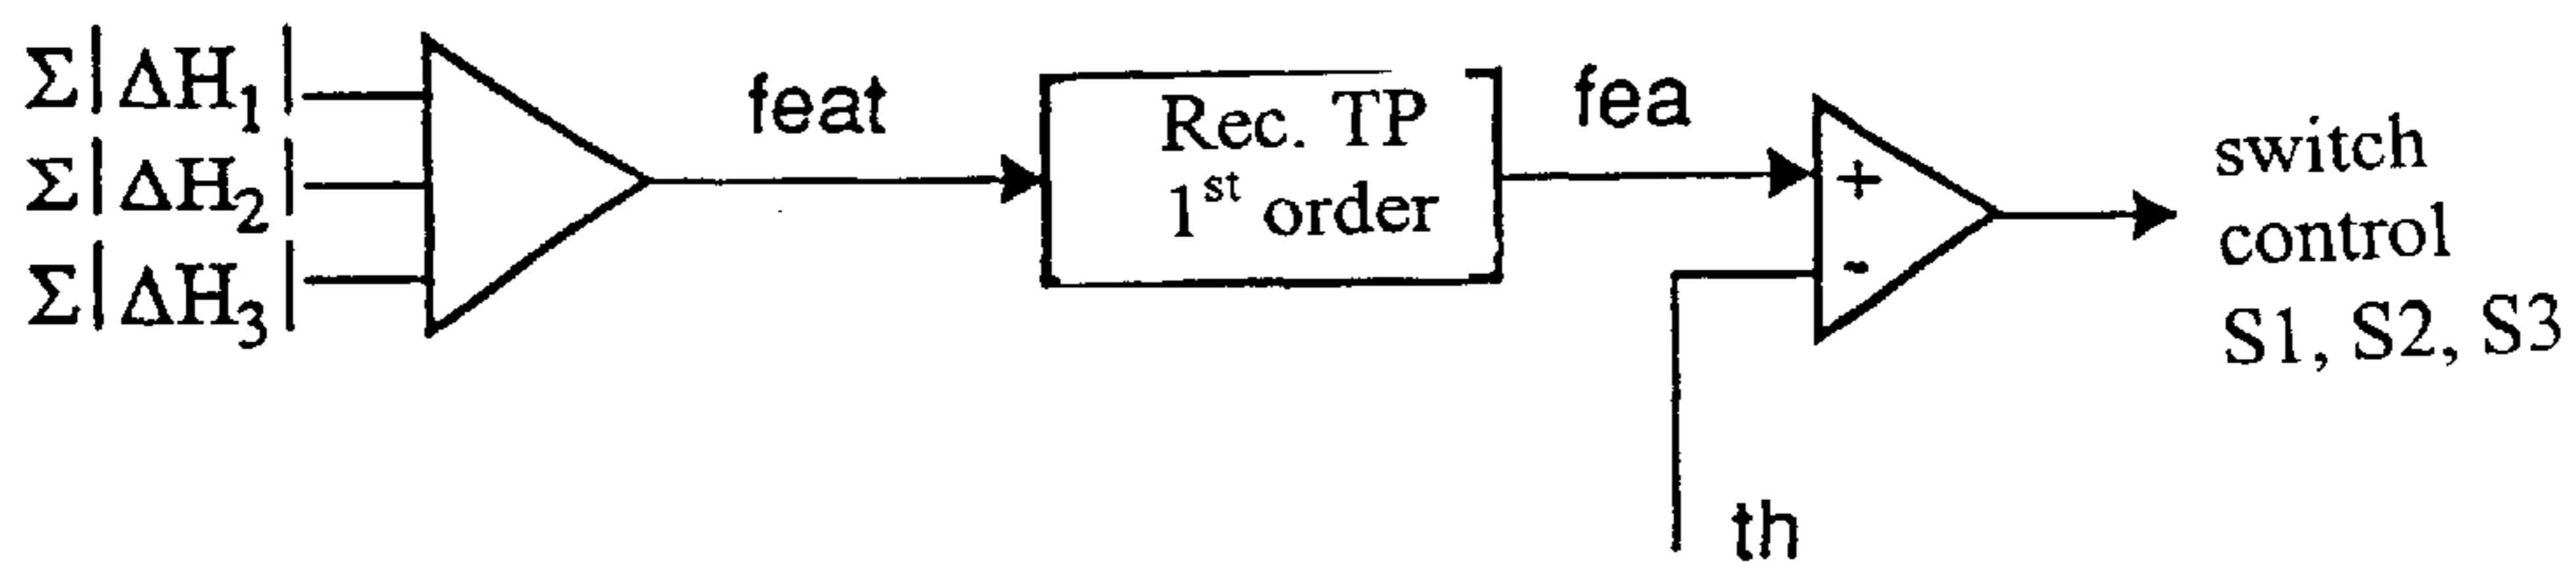 Σ|ΔH₁|
Σ|ΔH₂|
Σ|ΔH₃|
feat
Rec. TP
1ˢᵗ order
fea
+
-
th
switch
control
S1, S2, S3